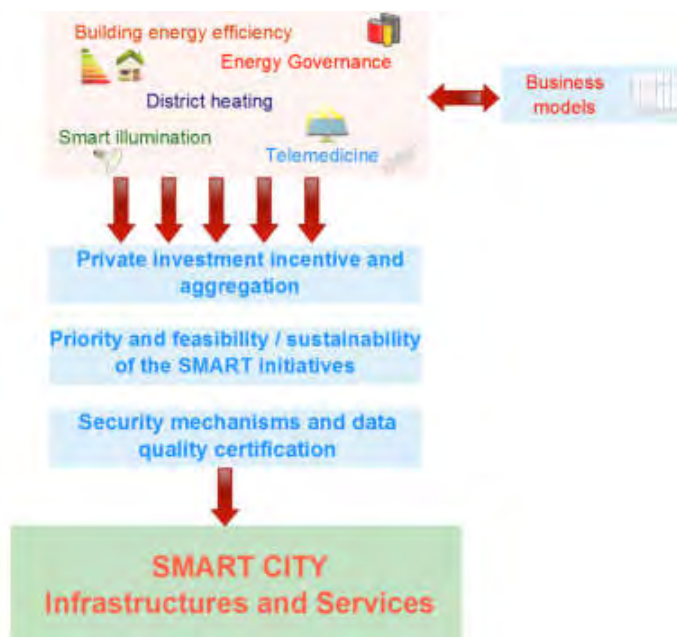 Building energy efficiency
Energy Governance
District heating
Smart illumination
Telemedicine
Business
models
Private investment incentive and
aggregation
Priority and feasibility / sustainability
of the SMART initiatives
Security mechanisms and data
quality certification
SMART CITY
Infrastructures and Services